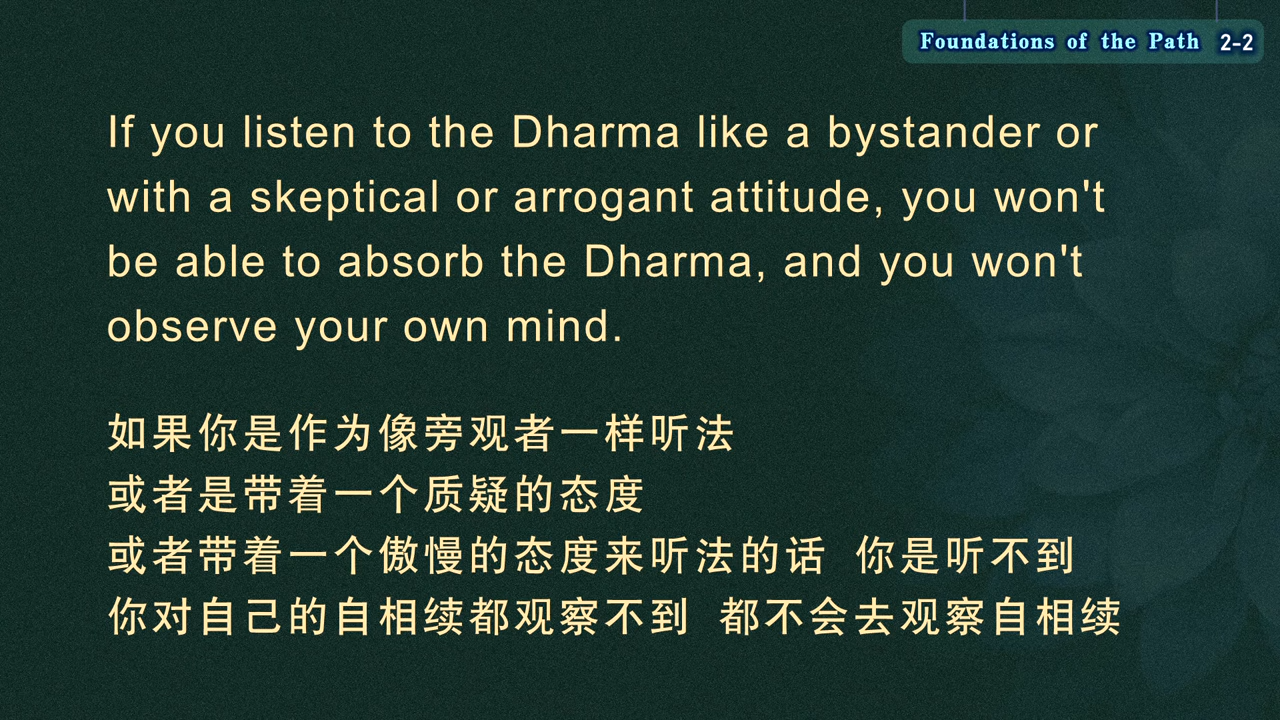 Foundations of the Path 2-2
If you listen to the Dharma like a bystander or
with a skeptical or arrogant attitude, you won't
be able to absorb the Dharma, and you won't
observe your own mind.
如果你是作为像旁观者一样听法
或者是带着一个质疑的态度
或者带着一个傲慢的态度来听法的话 你是听不到
你对自己的自相续都观察不到 都不会去观察自相续